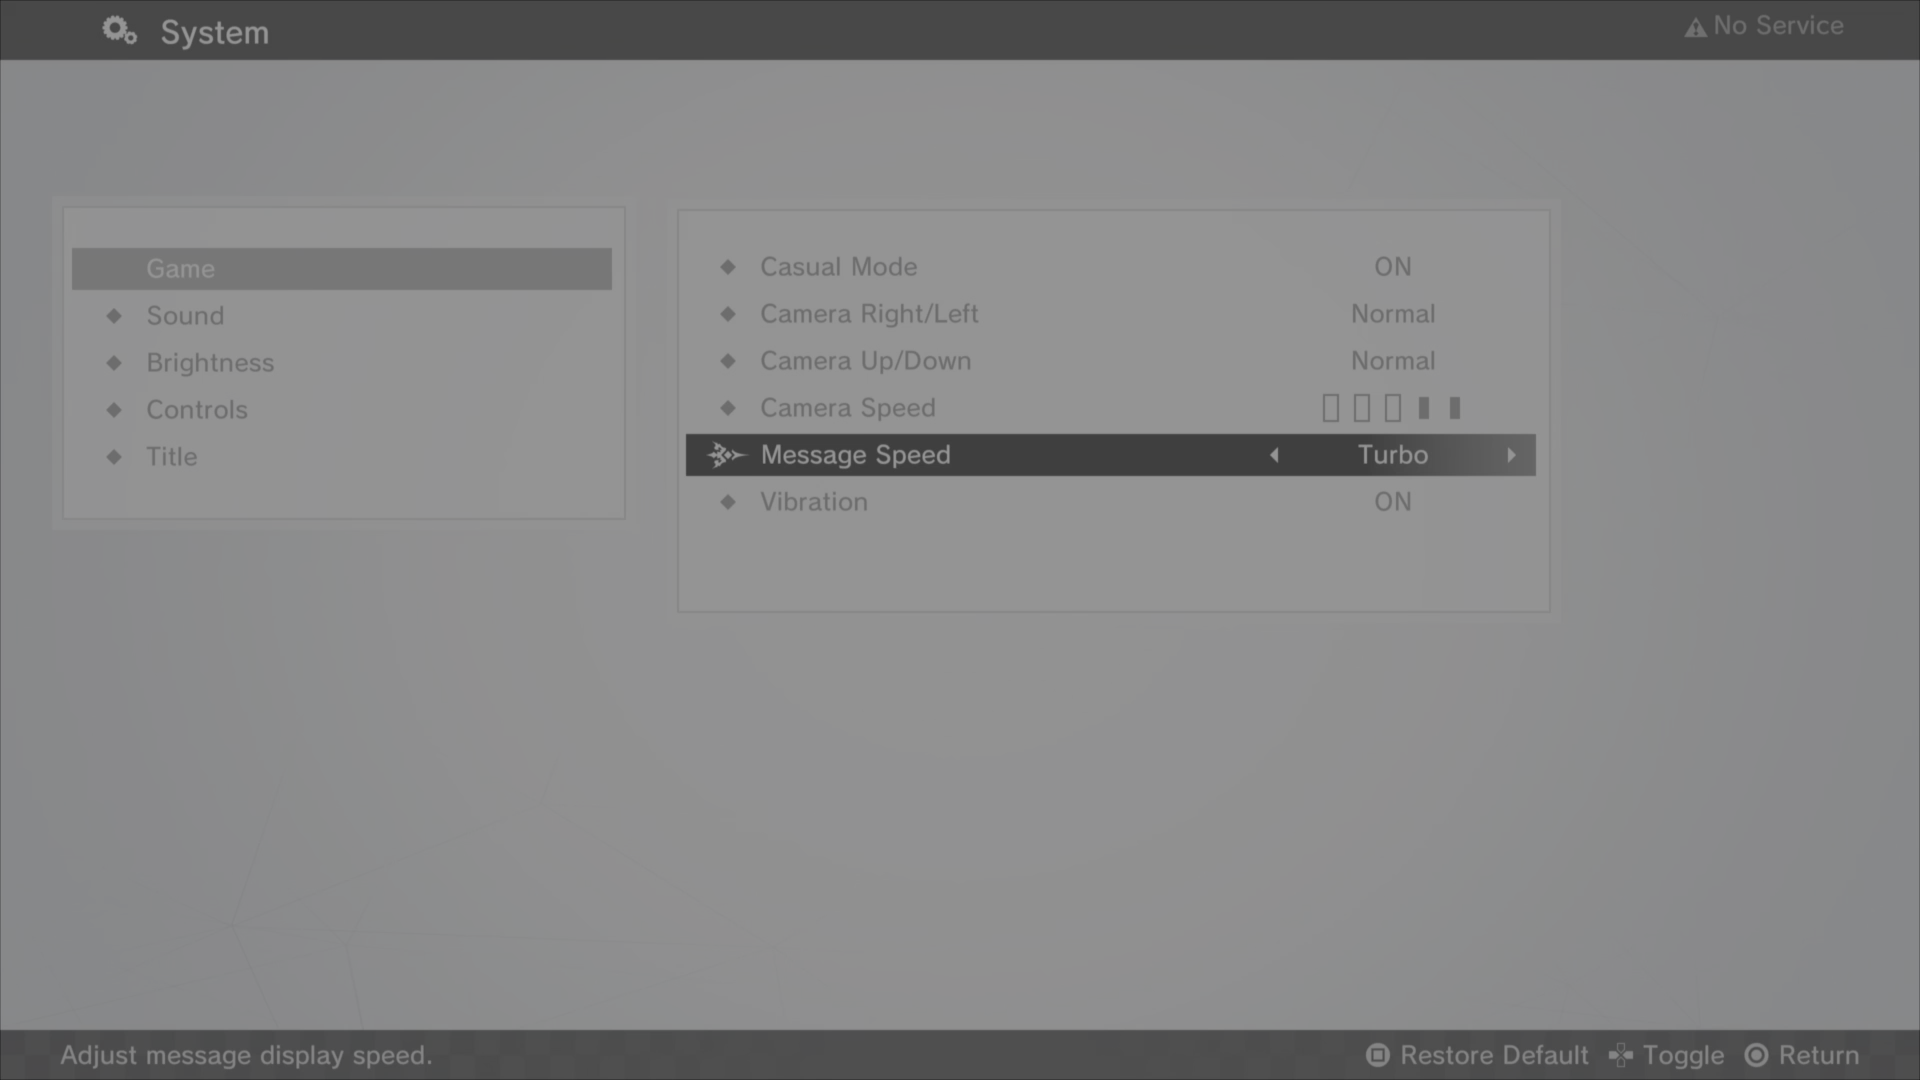 System
No Service
Game
Sound
Brightness
Controls
Title
Casual Mode ON
Camera Right/Left Normal
Camera Up/Down Normal
Camera Speed
Message Speed Turbo
Vibration ON
Adjust message display speed.
Restore Default Toggle Return